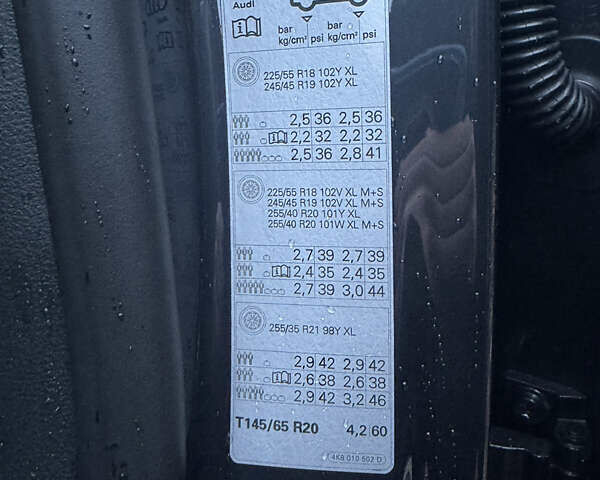 Audi
bar bar
kg/cm² psi kg/cm² psi
225/55 R18 102Y XL
245/45 R19 102Y XL
2,5 36 2,5 36
2,2 32 2,2 32
2,5 36 2,8 41
225/55 R18 102V XL M+S
245/45 R19 102V XL M+S
255/40 R20 101Y XL
255/40 R20 101W XL M+S
2,7 39 2,7 39
2,4 35 2,4 35
2,7 39 3,0 44
255/35 R21 98Y XL
2,9 42 2,9 42
2,6 38 2,6 38
2,9 42 3,2 46
T145/65 R20 4,2 60
4K8 010 502 D